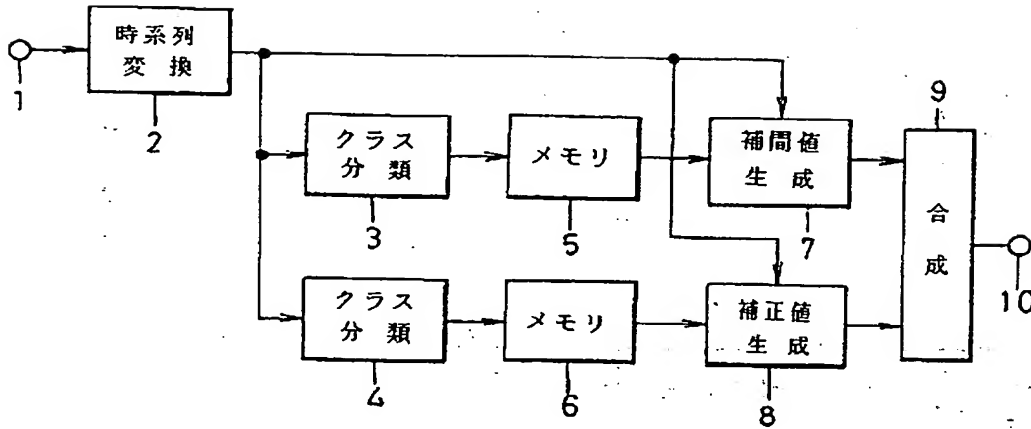 時系列
変換
1
2
クラス
分類
3
メモリ
5
補間値
生成
7
9
合
成
10
クラス
分類
4
メモリ
6
補正値
生成
8